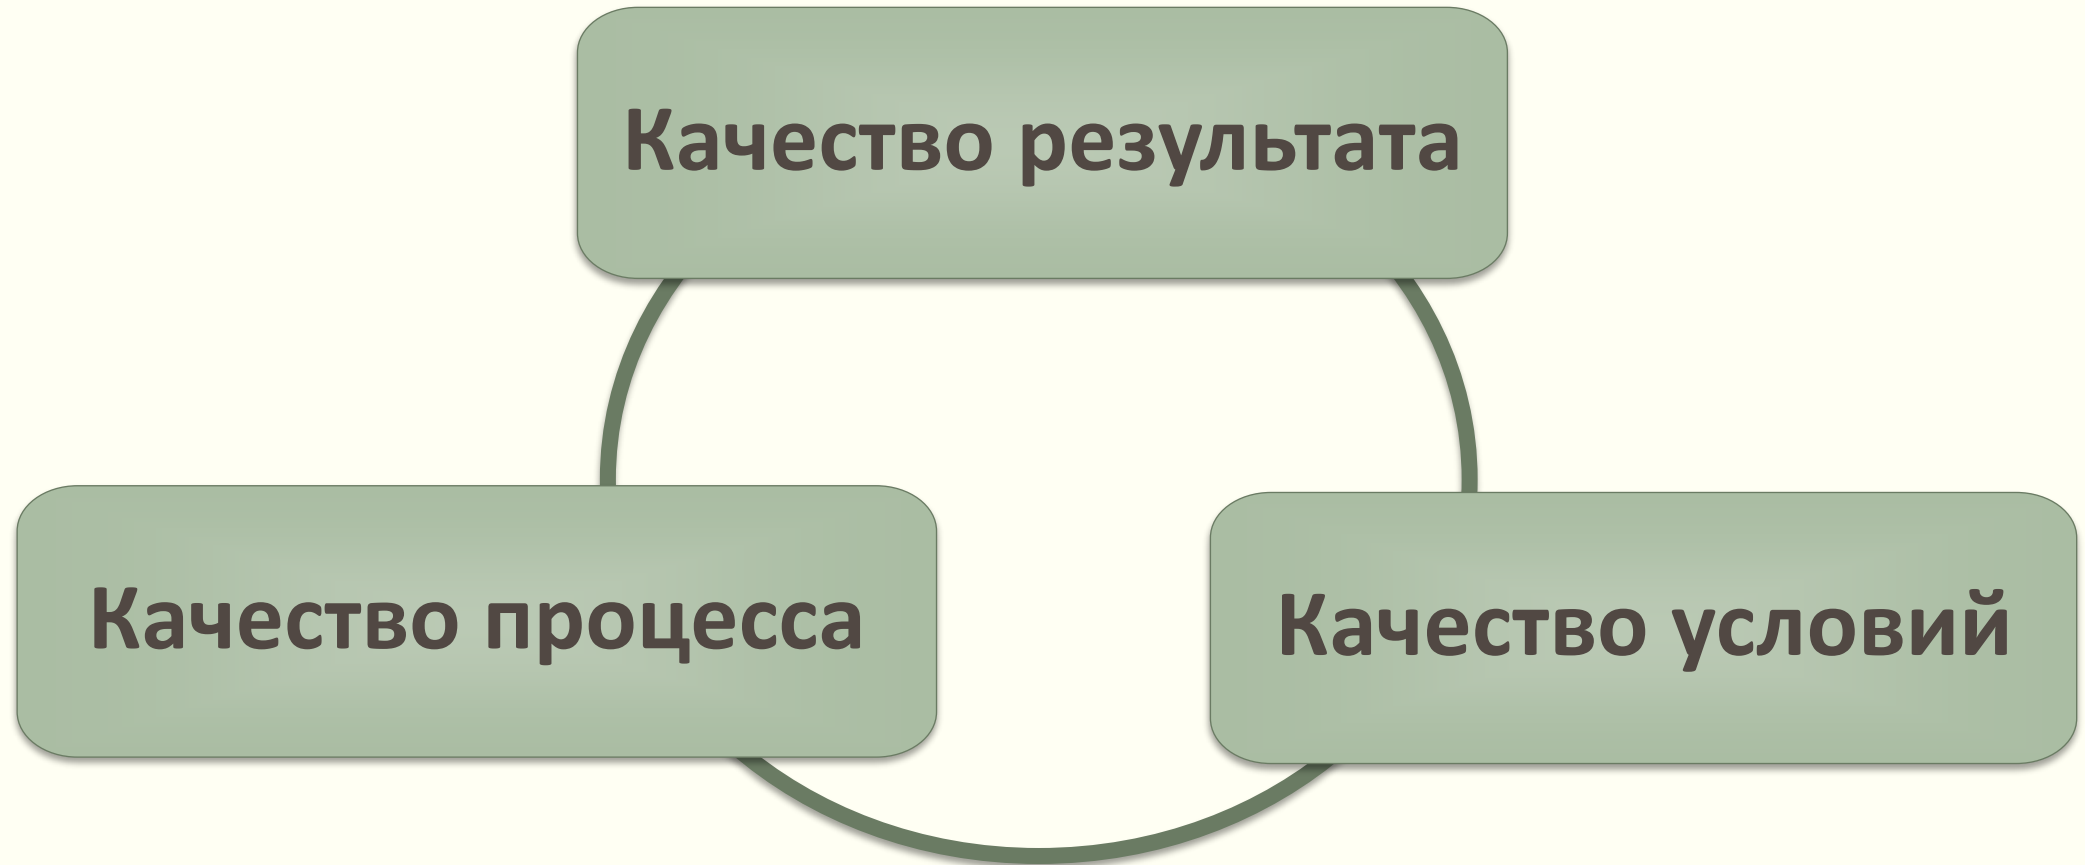 Качество результата
Качество процесса
Качество условий